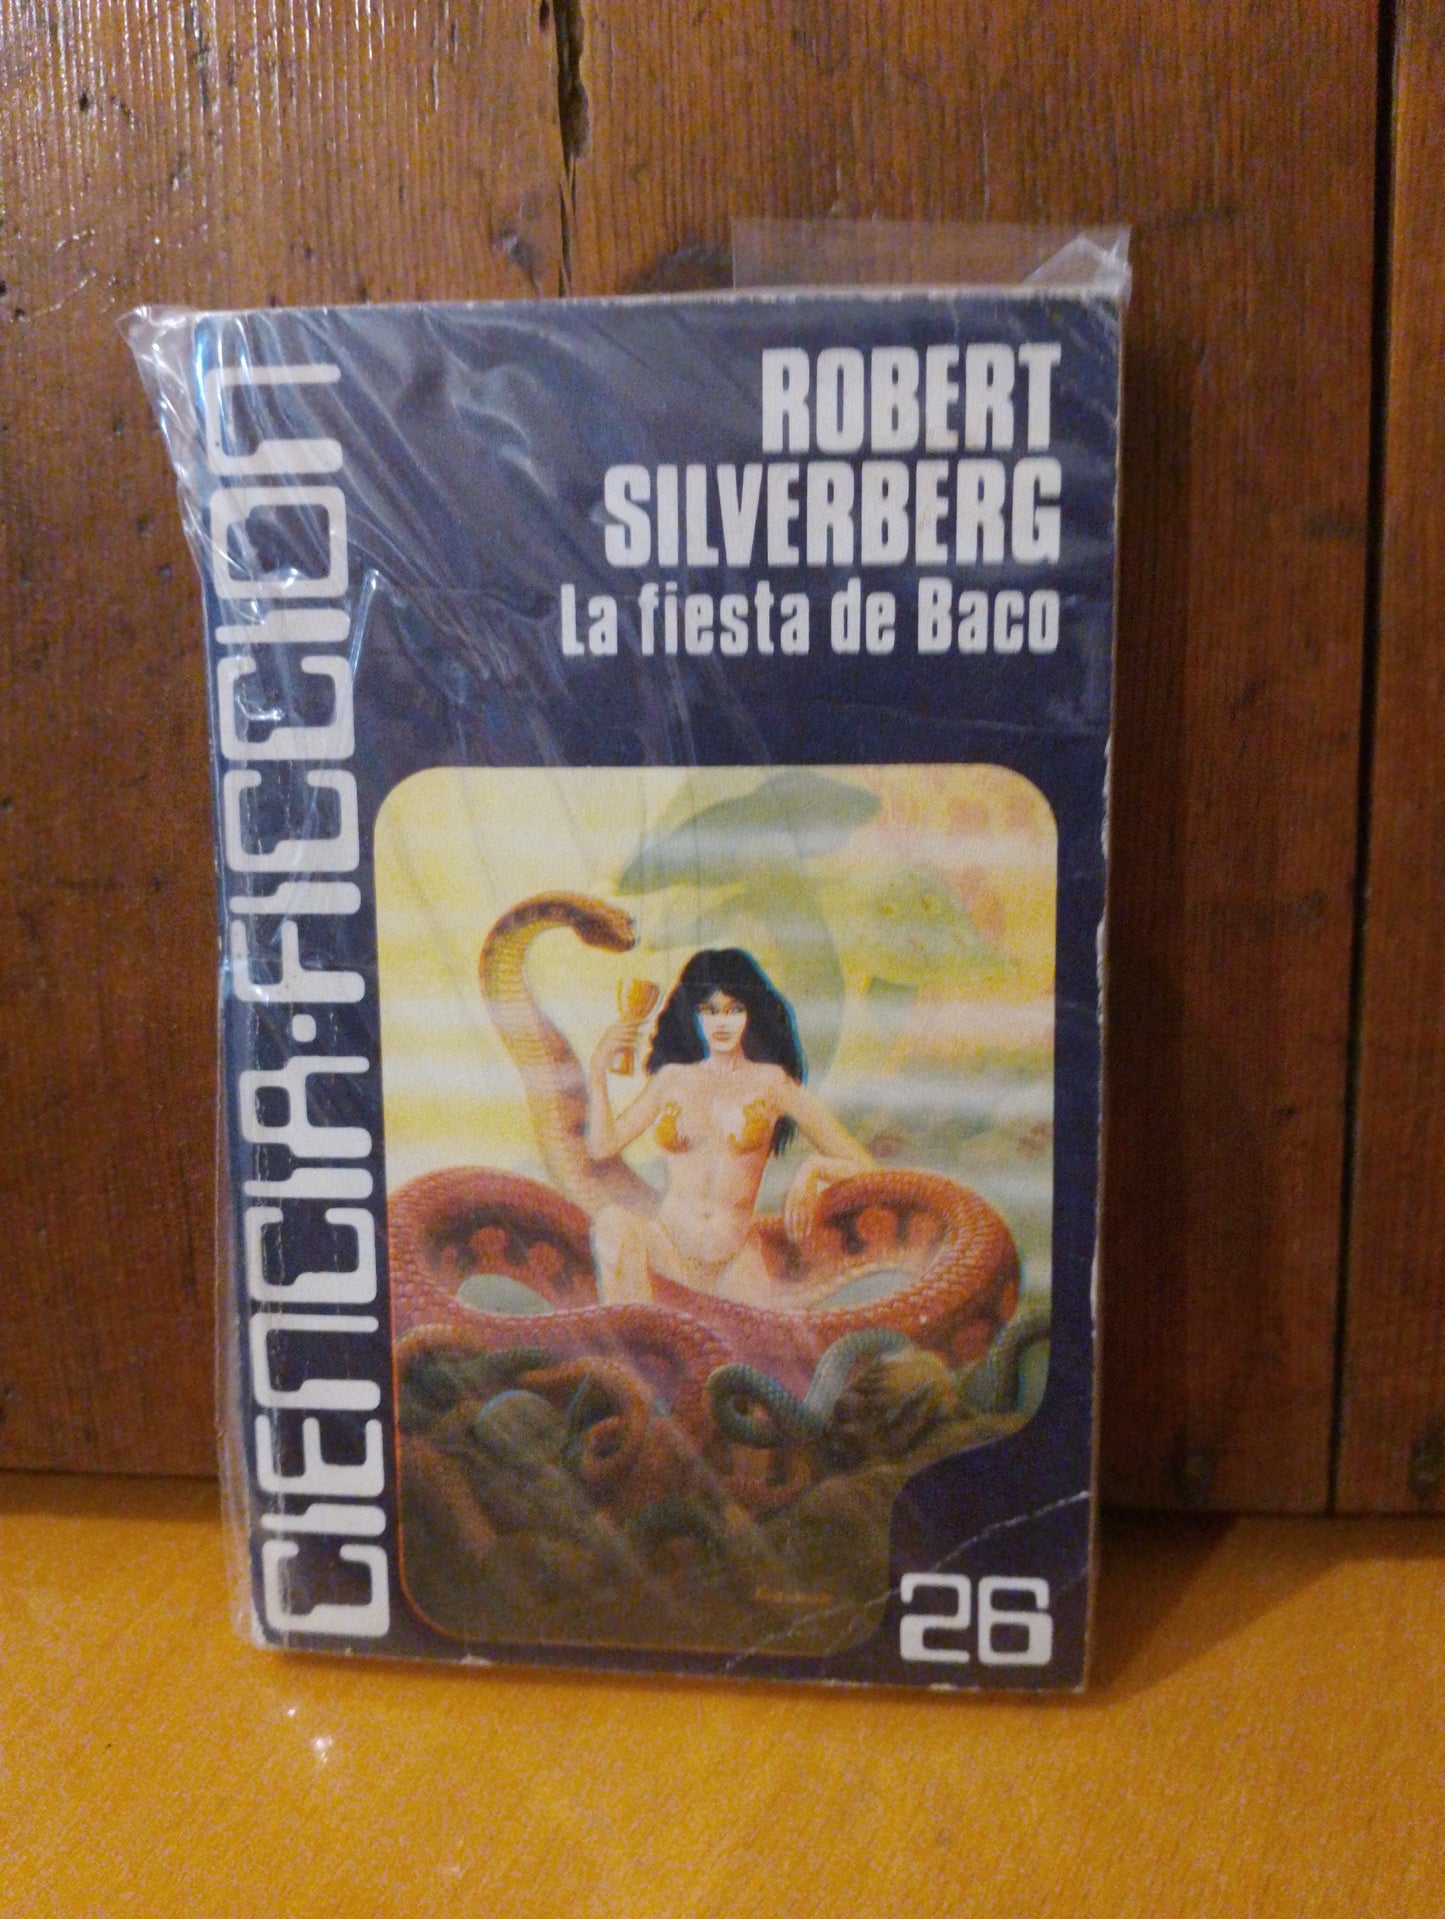 ROBERT
SILVERBERG
La fiesta de Baco
CIENCIA-FICCION
26